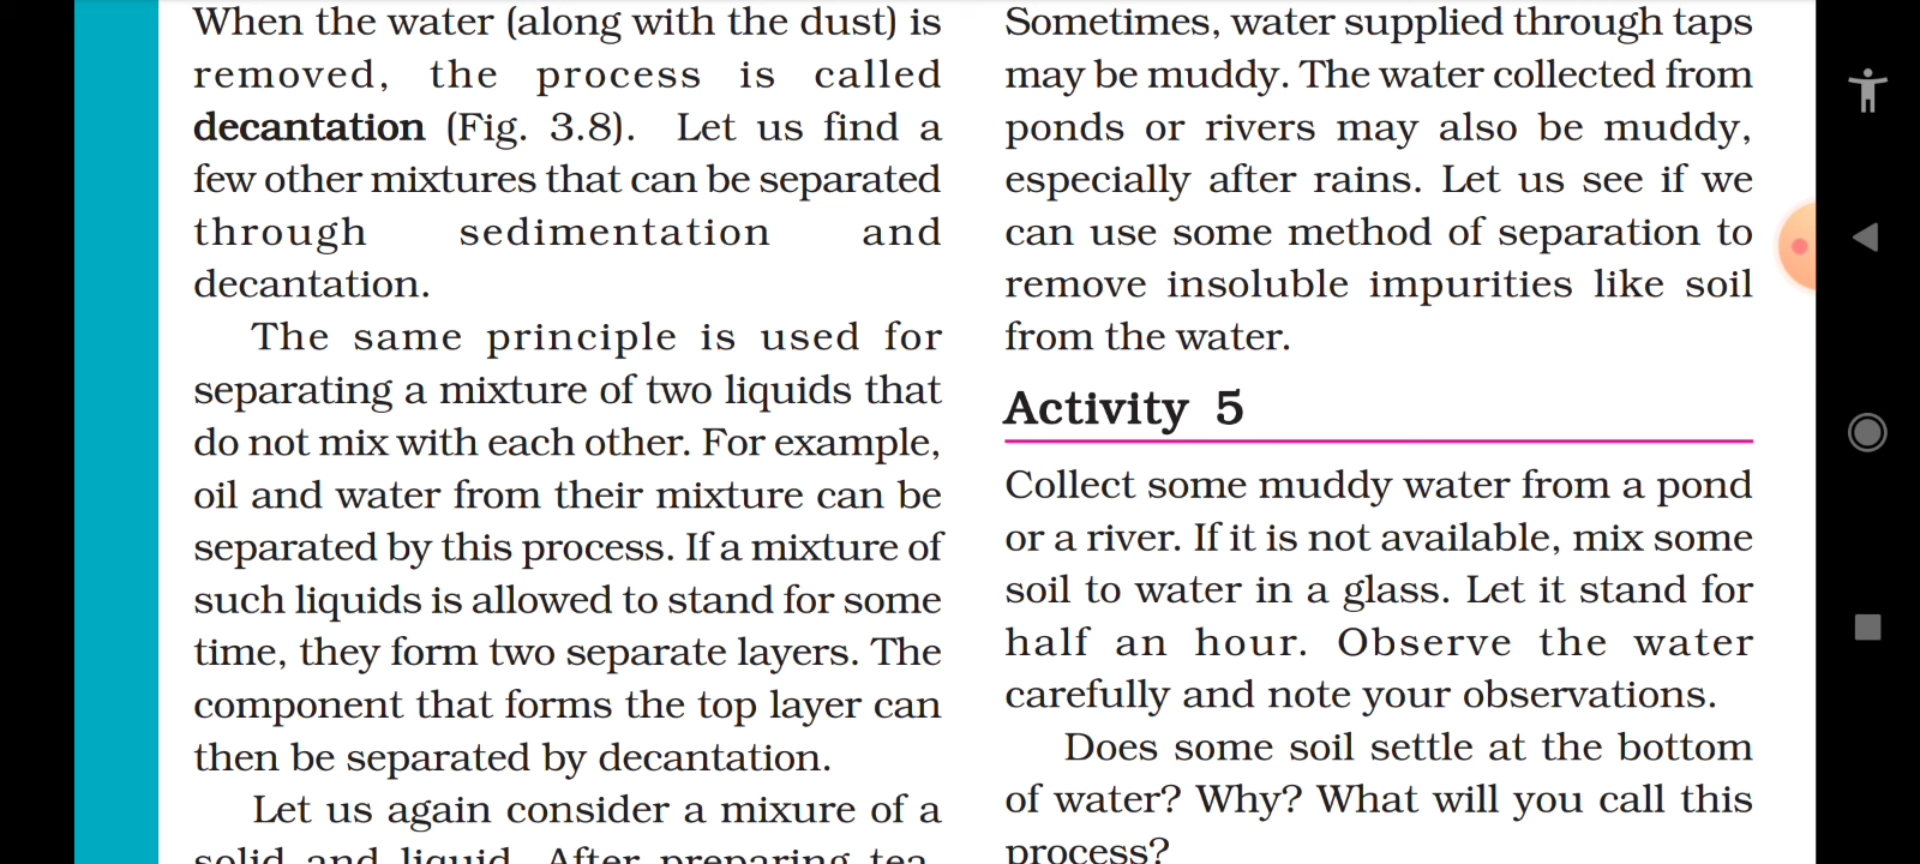 When the water (along with the dust) is
removed, the process is called
decantation (Fig. 3.8). Let us find a
few other mixtures that can be separated
through sedimentation and
decantation.
The same principle is used for
separating a mixture of two liquids that
do not mix with each other. For example,
oil and water from their mixture can be
separated by this process. If a mixture of
such liquids is allowed to stand for some
time, they form two separate layers. The
component that forms the top layer can
then be separated by decantation.
Let us again consider a mixure of a
solid and liquid. After preparing tea,
Sometimes, water supplied through taps
may be muddy. The water collected from
ponds or rivers may also be muddy,
especially after rains. Let us see if we
can use some method of separation to
remove insoluble impurities like soil
from the water.
Activity 5
Collect some muddy water from a pond
or a river. If it is not available, mix some
soil to water in a glass. Let it stand for
half an hour. Observe the water
carefully and note your observations.
Does some soil settle at the bottom
of water? Why? What will you call this
process?